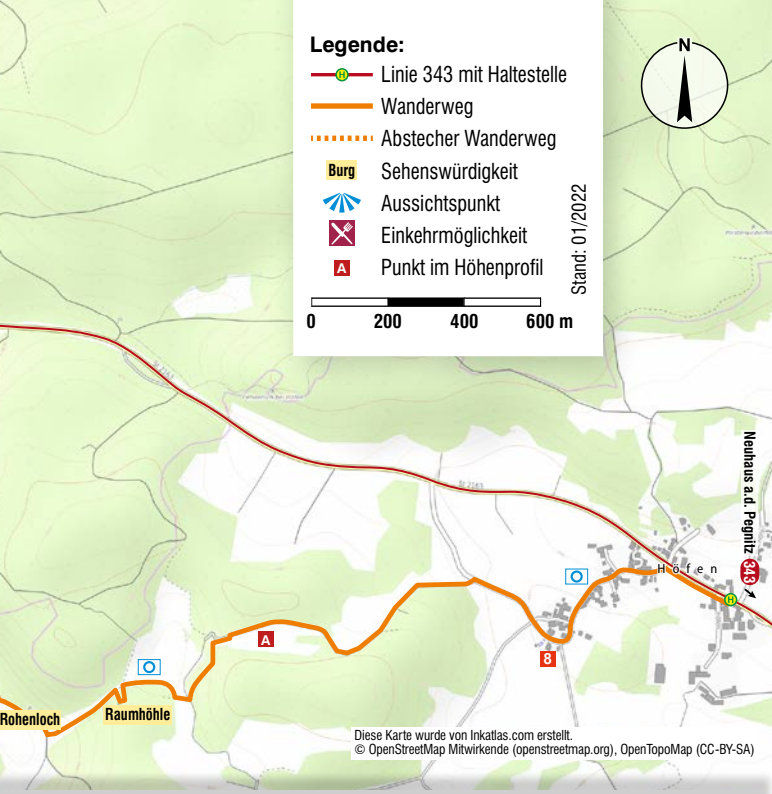 Legende:
Linie 343 mit Haltestelle
H
Wanderweg
Abstecher Wanderweg
Burg Sehenswürdigkeit
Aussichtspunkt
Einkehrmöglichkeit
A Punkt im Höhenprofil
0 200 400 600 m
Stand: 01/2022
N
St 2163
St 2163
Neuhaus a.d. Pegnitz
343
Höfen
H
A
8
Rohenloch
Raumhöhle
Diese Karte wurde von Inkatlas.com erstellt.
© OpenStreetMap Mitwirkende (openstreetmap.org), OpenTopoMap (CC-BY-SA)